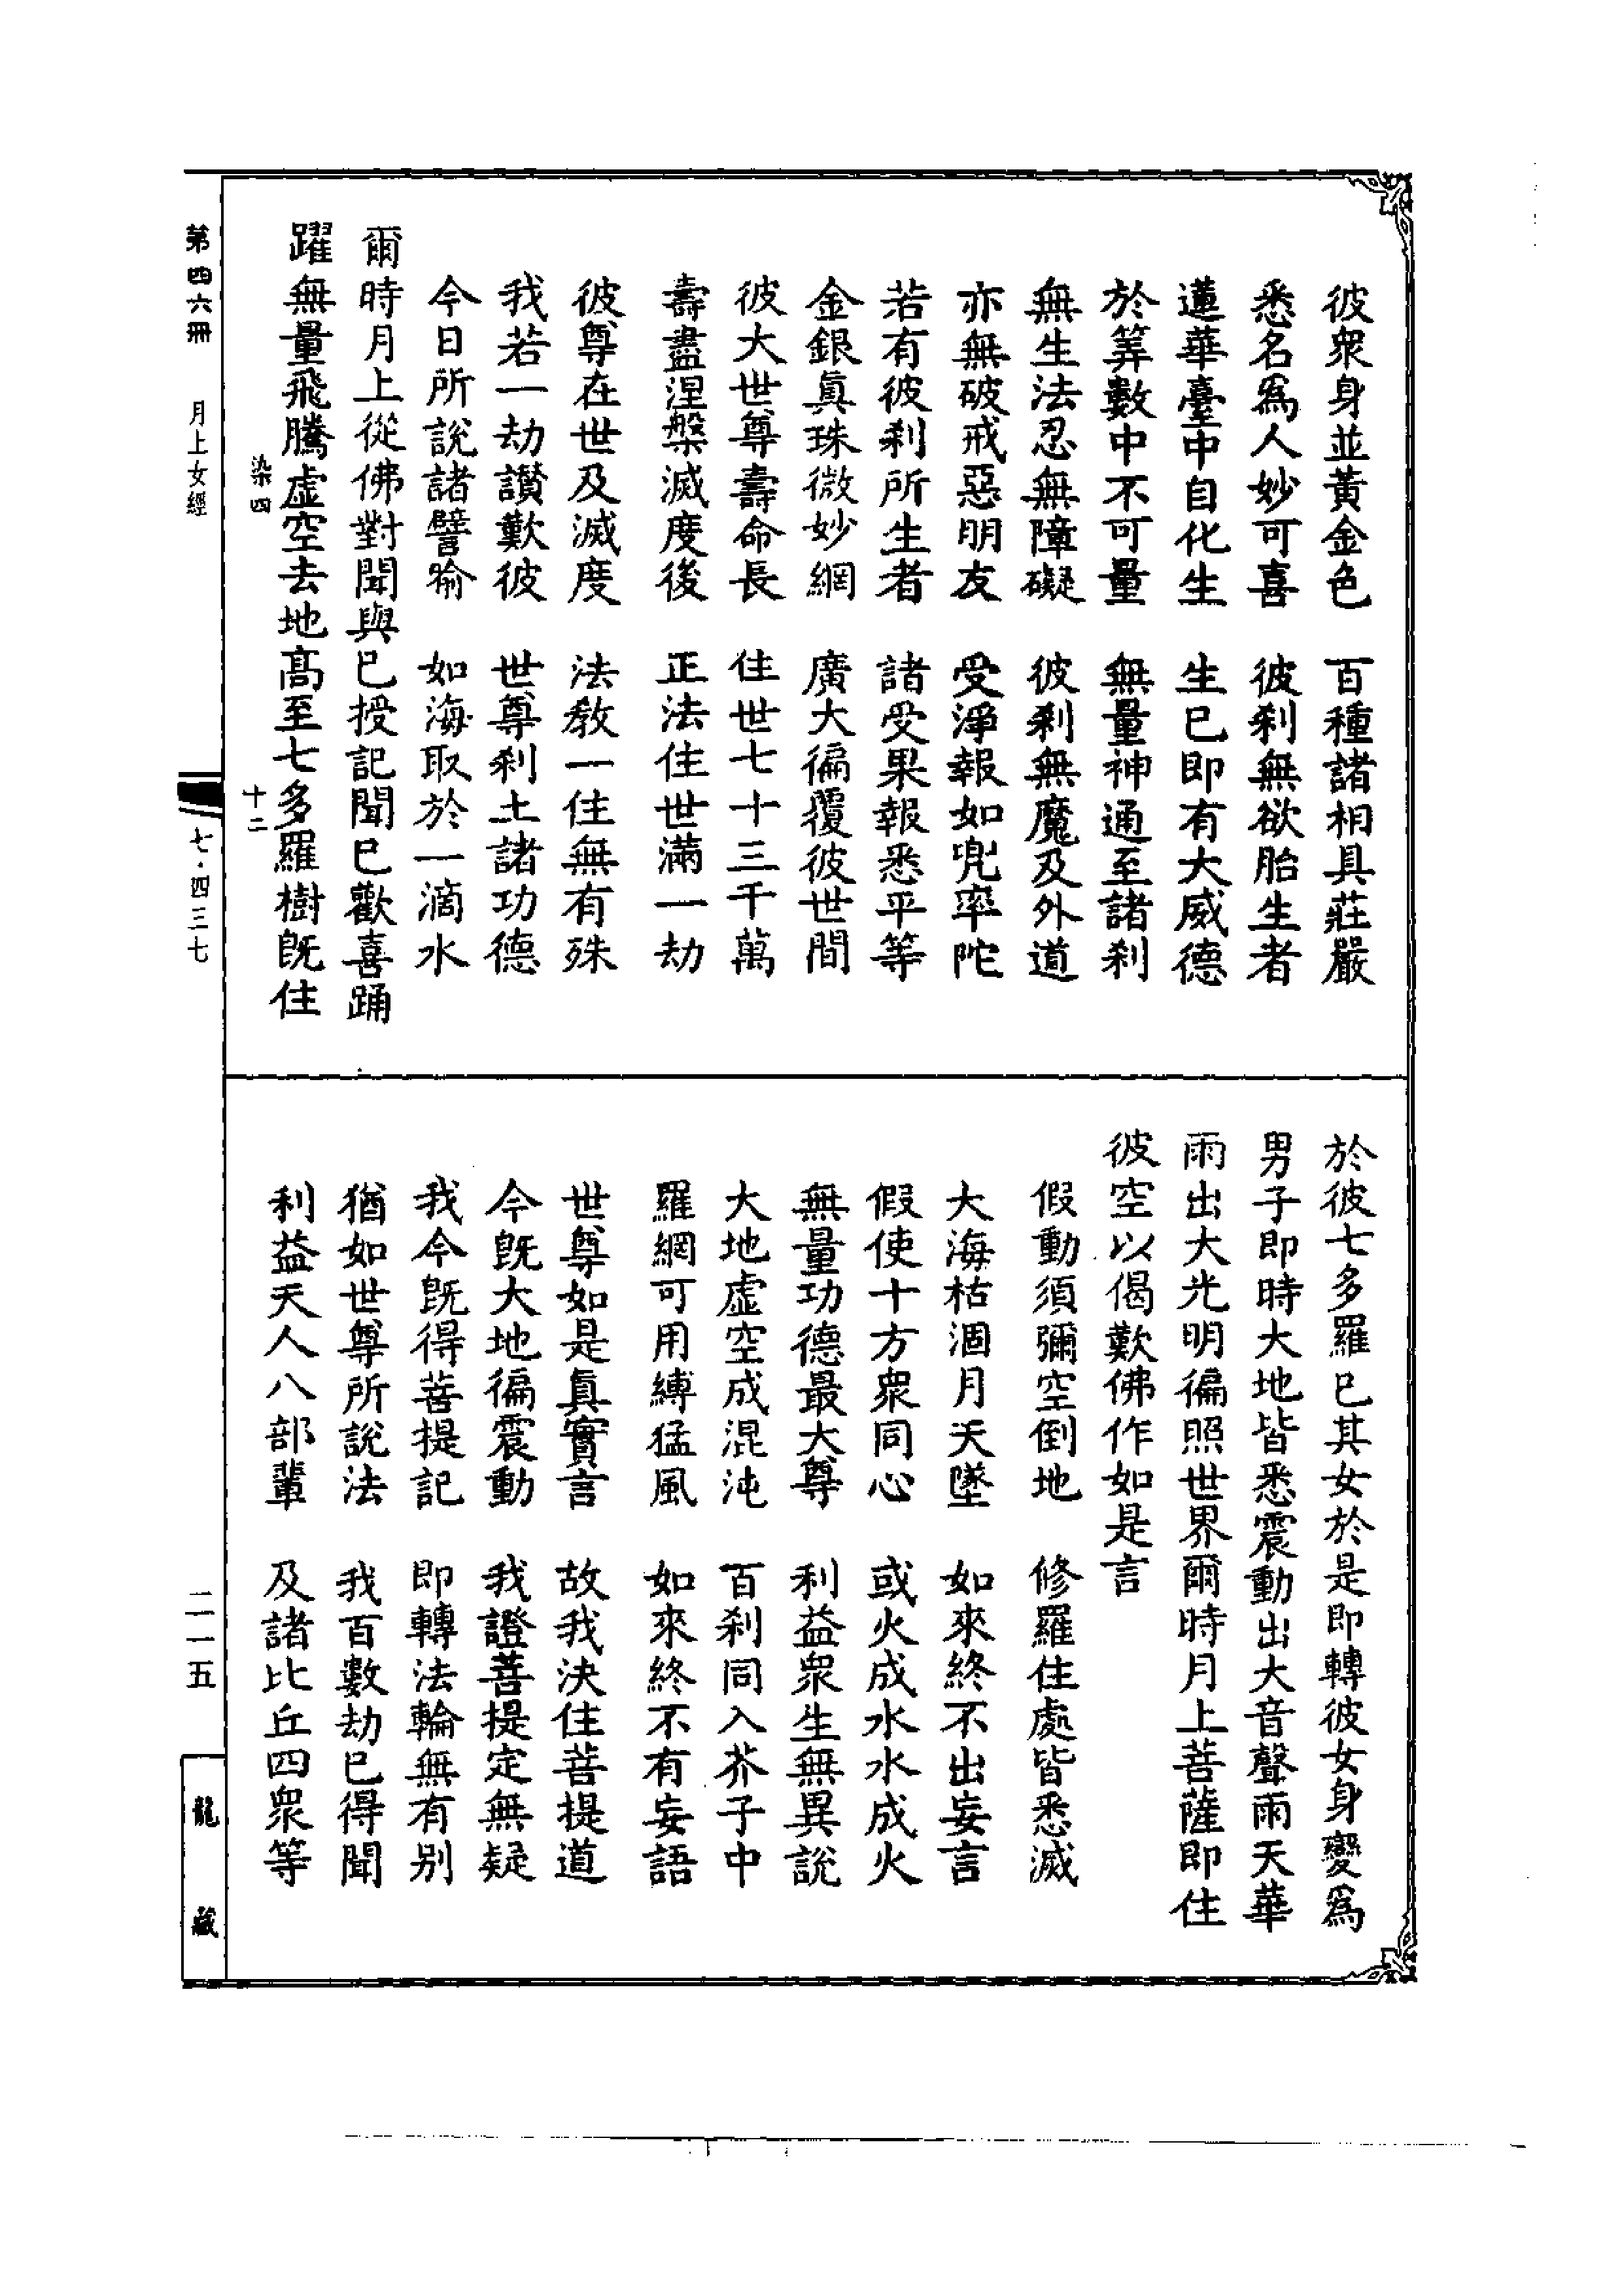 彼衆身並黃金色　百種諸相具莊嚴
悉名爲人妙可喜　彼刹無欲胎生者
蓮華臺中自化生　生已即有大威德
於筭數中不可量　無量神通至諸刹
無生法忍無障礙　彼刹無魔及外道
亦無破戒惡明友　受淨報如兜率陀
若有彼刹所生者　諸受果報悉平等
金銀眞珠微妙網　廣大徧覆彼世間
彼大世尊壽命長　住世七十三千萬
壽盡涅槃滅度後　正法住世滿一劫
彼尊在世及滅度　法教一住無有殊
我若一劫讚歎彼　世尊刹土諸功德
今日所說諸譬喻　如海取於一滴水
爾時月上從佛對聞與已授記聞已歡喜踊
躍無量飛騰虛空去地高至七多羅樹旣住
染四　十二
於彼七多羅已其女於是即轉彼女身變爲
男子即時大地皆悉震動出大音聲雨天華
雨出大光明徧照世界爾時月上菩薩即住
彼空以偈歎佛作如是言
假動須彌空倒地　修羅住處皆悉滅
大海枯涸月天墜　如來終不出妄言
假使十方衆同心　或火成水水成火
無量功德最大尊　利益衆生無異說
大地虛空成混沌　百刹同入芥子中
羅網可用縛猛風　如來終不有妄語
世尊如是眞實言　故我決住菩提道
今旣大地徧震動　我證菩提定無疑
我今旣得菩提記　即轉法輪無有别
猶如世尊所說法　我百數劫已得聞
利益天人八部輩　及諸比丘四衆等
第四六冊　月上女經　七·四三七　二一五　龍藏